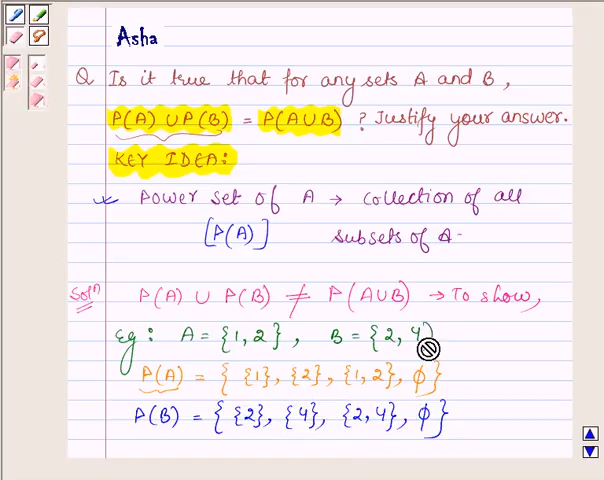 Asha
Q Is it true that for any sets A and B,
P(A) ∪ P(B) = P(A∪B) ? Justify your answer.
KEY IDEA:
Power set of A → Collection of all
[P(A)] subsets of A
Soln P(A) ∪ P(B) ≠ P(A∪B) → To show,
Eg: A = {1, 2}, B = {2, 4}
P(A) = { {1}, {2}, {1, 2}, ϕ}
P(B) = { {2}, {4}, {2, 4}, ϕ}